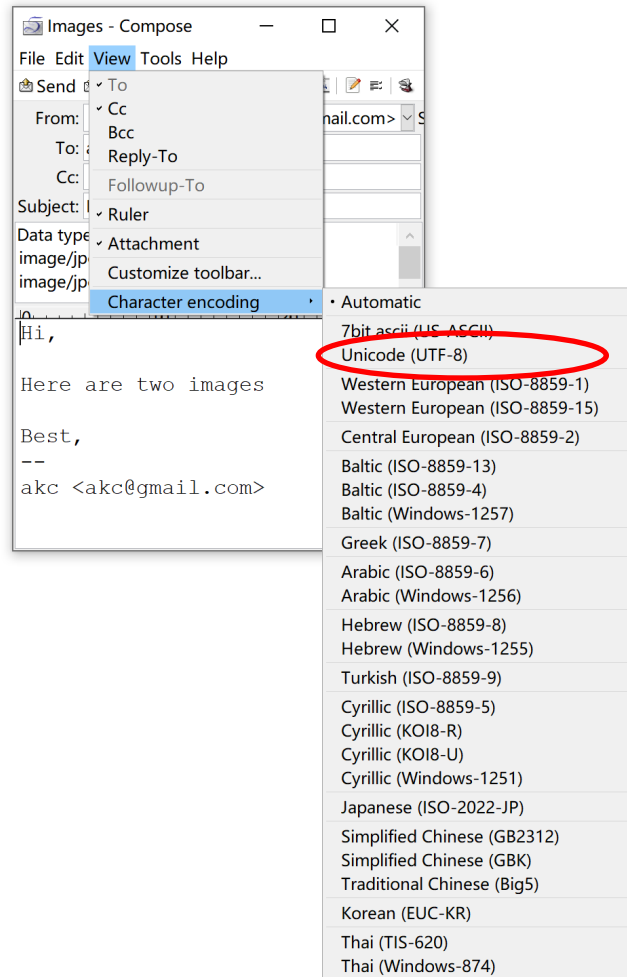 Images - Compose
File Edit View Tools Help
Send
To
From:
nail.com>
Cc
Bcc
To:
Reply-To
Cc:
Followup-To
Subject:
Ruler
Data type
Attachment
image/jp
Customize toolbar...
image/jp
Character encoding
Automatic
7bit ascii (US-ASCII)
Hi,
Unicode (UTF-8)
Here are two images
Western European (ISO-8859-1)
Western European (ISO-8859-15)
Best,
Central European (ISO-8859-2)
--
Baltic (ISO-8859-13)
akc <akc@gmail.com>
Baltic (ISO-8859-4)
Baltic (Windows-1257)
Greek (ISO-8859-7)
Arabic (ISO-8859-6)
Arabic (Windows-1256)
Hebrew (ISO-8859-8)
Hebrew (Windows-1255)
Turkish (ISO-8859-9)
Cyrillic (ISO-8859-5)
Cyrillic (KOI8-R)
Cyrillic (KOI8-U)
Cyrillic (Windows-1251)
Japanese (ISO-2022-JP)
Simplified Chinese (GB2312)
Simplified Chinese (GBK)
Traditional Chinese (Big5)
Korean (EUC-KR)
Thai (TIS-620)
Thai (Windows-874)